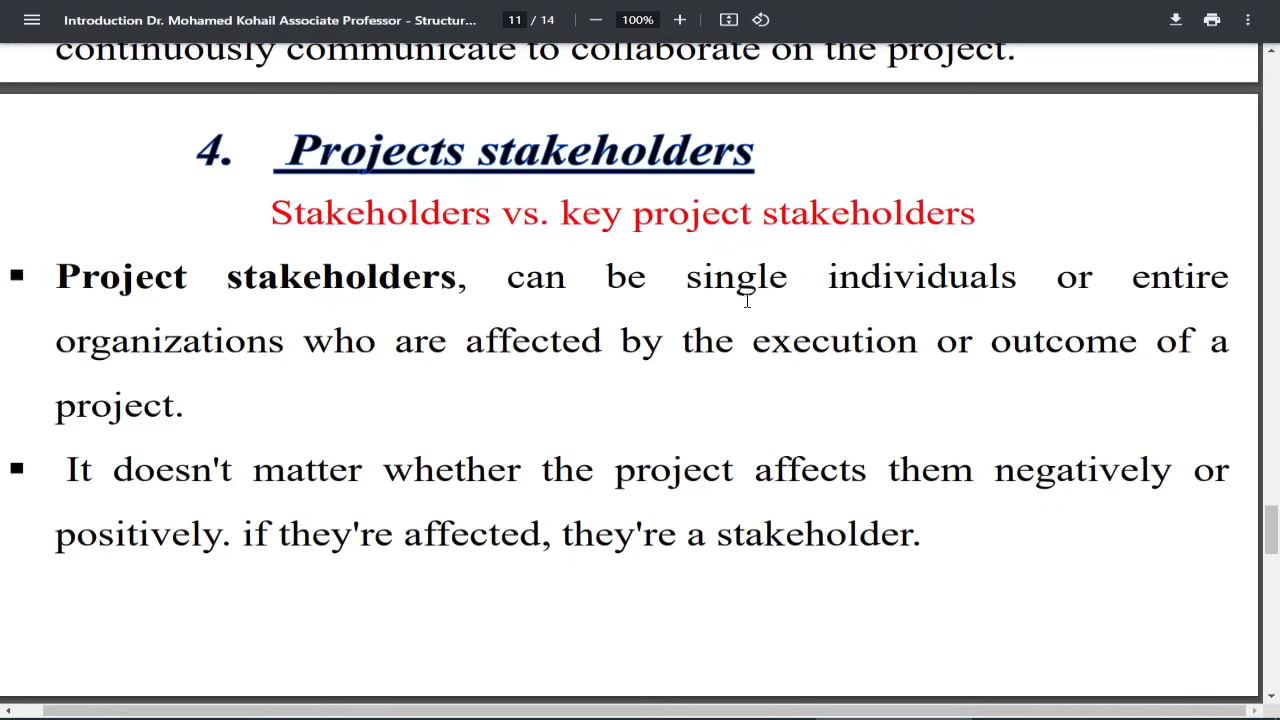 Introduction Dr. Mohamed Kohail Associate Professor - Structur...
11 / 14
100%
continuously communicate to collaborate on the project.
4. Projects stakeholders
Stakeholders vs. key project stakeholders
▪ Project stakeholders, can be single individuals or entire
organizations who are affected by the execution or outcome of a
project.
▪ It doesn't matter whether the project affects them negatively or
positively. if they're affected, they're a stakeholder.